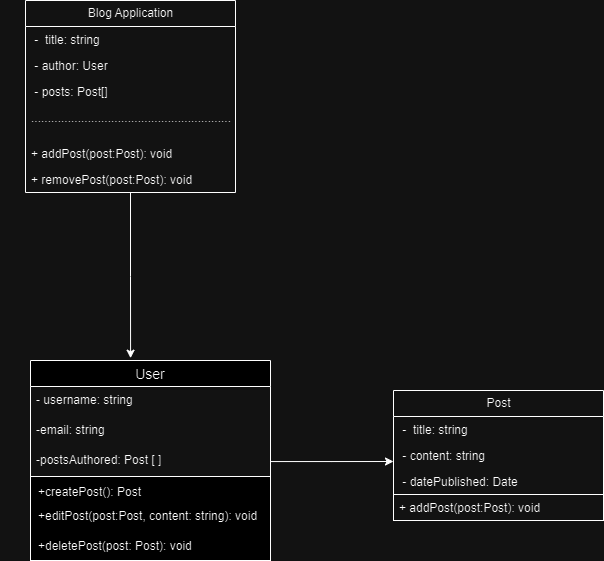 Blog Application
- title: string
- author: User
- posts: Post[]
+ addPost(post:Post): void
+ removePost(post:Post): void
User
- username: string
-email: string
-postsAuthored: Post [ ]
+createPost(): Post
+editPost(post:Post, content: string): void
+deletePost(post: Post): void
Post
- title: string
- content: string
- datePublished: Date
+ addPost(post:Post): void